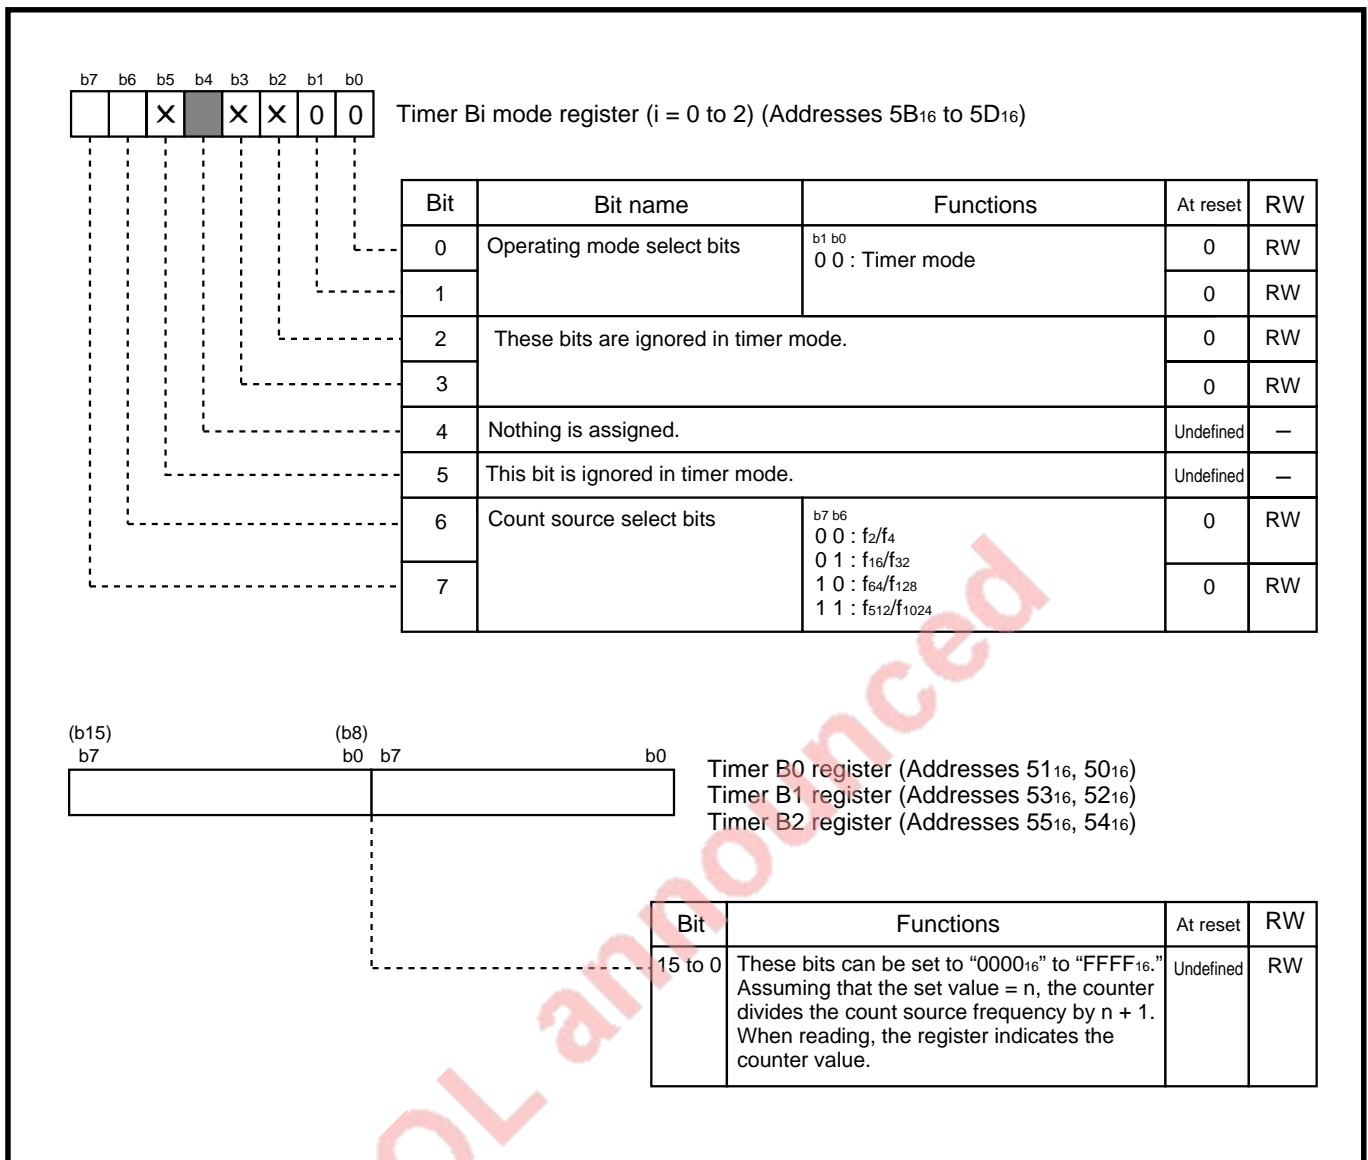 b7 b6 b5 b4 b3 b2 b1 b0
X X X 0 0
Timer Bi mode register (i = 0 to 2) (Addresses 5B16 to 5D16)
Bit Bit name Functions At reset RW
0 Operating mode select bits b1 b0 0 RW
0 0 : Timer mode
1 0 RW
2 These bits are ignored in timer mode. 0 RW
3 0 RW
4 Nothing is assigned. Undefined –
5 This bit is ignored in timer mode. Undefined –
6 Count source select bits b7 b6 0 RW
0 0 : f2/f4
0 1 : f16/f32
7 1 0 : f64/f128 0 RW
1 1 : f512/f1024
(b15) (b8)
b7 b0 b7 b0
Timer B0 register (Addresses 5116, 5016)
Timer B1 register (Addresses 5316, 5216)
Timer B2 register (Addresses 5516, 5416)
Bit Functions At reset RW
15 to 0 These bits can be set to “000016” to “FFFF16.” Undefined RW
Assuming that the set value = n, the counter
divides the count source frequency by n + 1.
When reading, the register indicates the
counter value.
OL announced